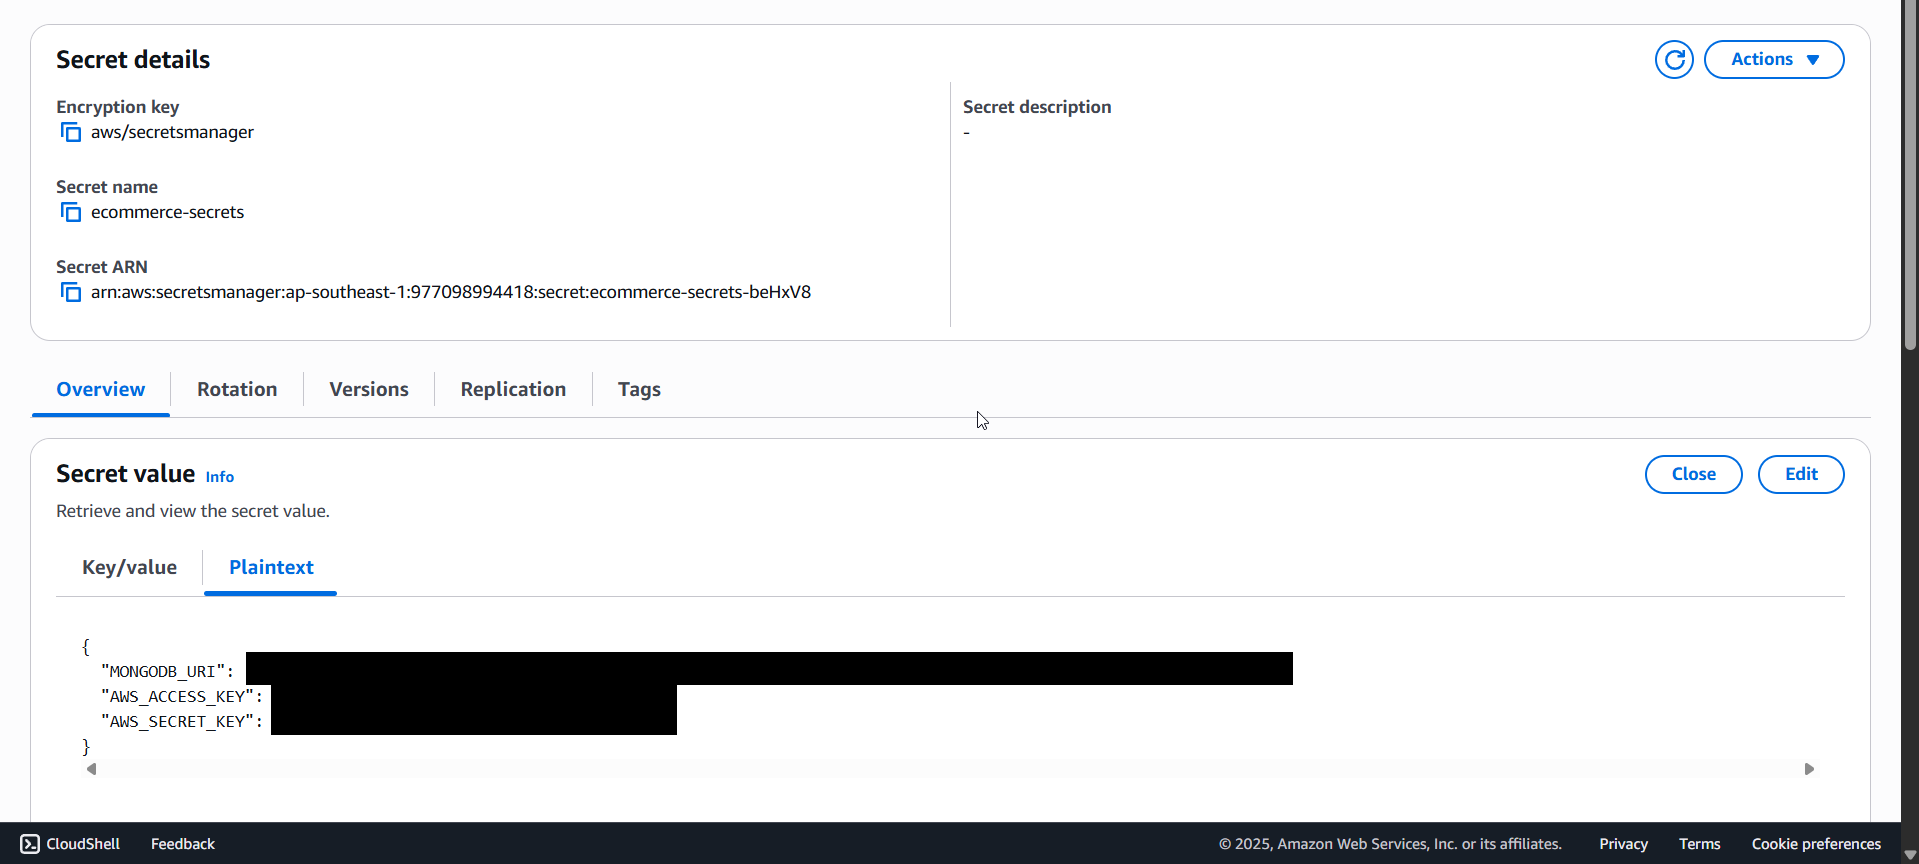 Secret details
Actions
Encryption key
aws/secretsmanager
Secret description
-
Secret name
ecommerce-secrets
Secret ARN
arn:aws:secretsmanager:ap-southeast-1:977098994418:secret:ecommerce-secrets-beHxV8
Overview Rotation Versions Replication Tags
Secret value Info
Close Edit
Retrieve and view the secret value.
Key/value Plaintext
{
"MONGODB_URI":
"AWS_ACCESS_KEY":
"AWS_SECRET_KEY":
}
CloudShell Feedback © 2025, Amazon Web Services, Inc. or its affiliates. Privacy Terms Cookie preferences